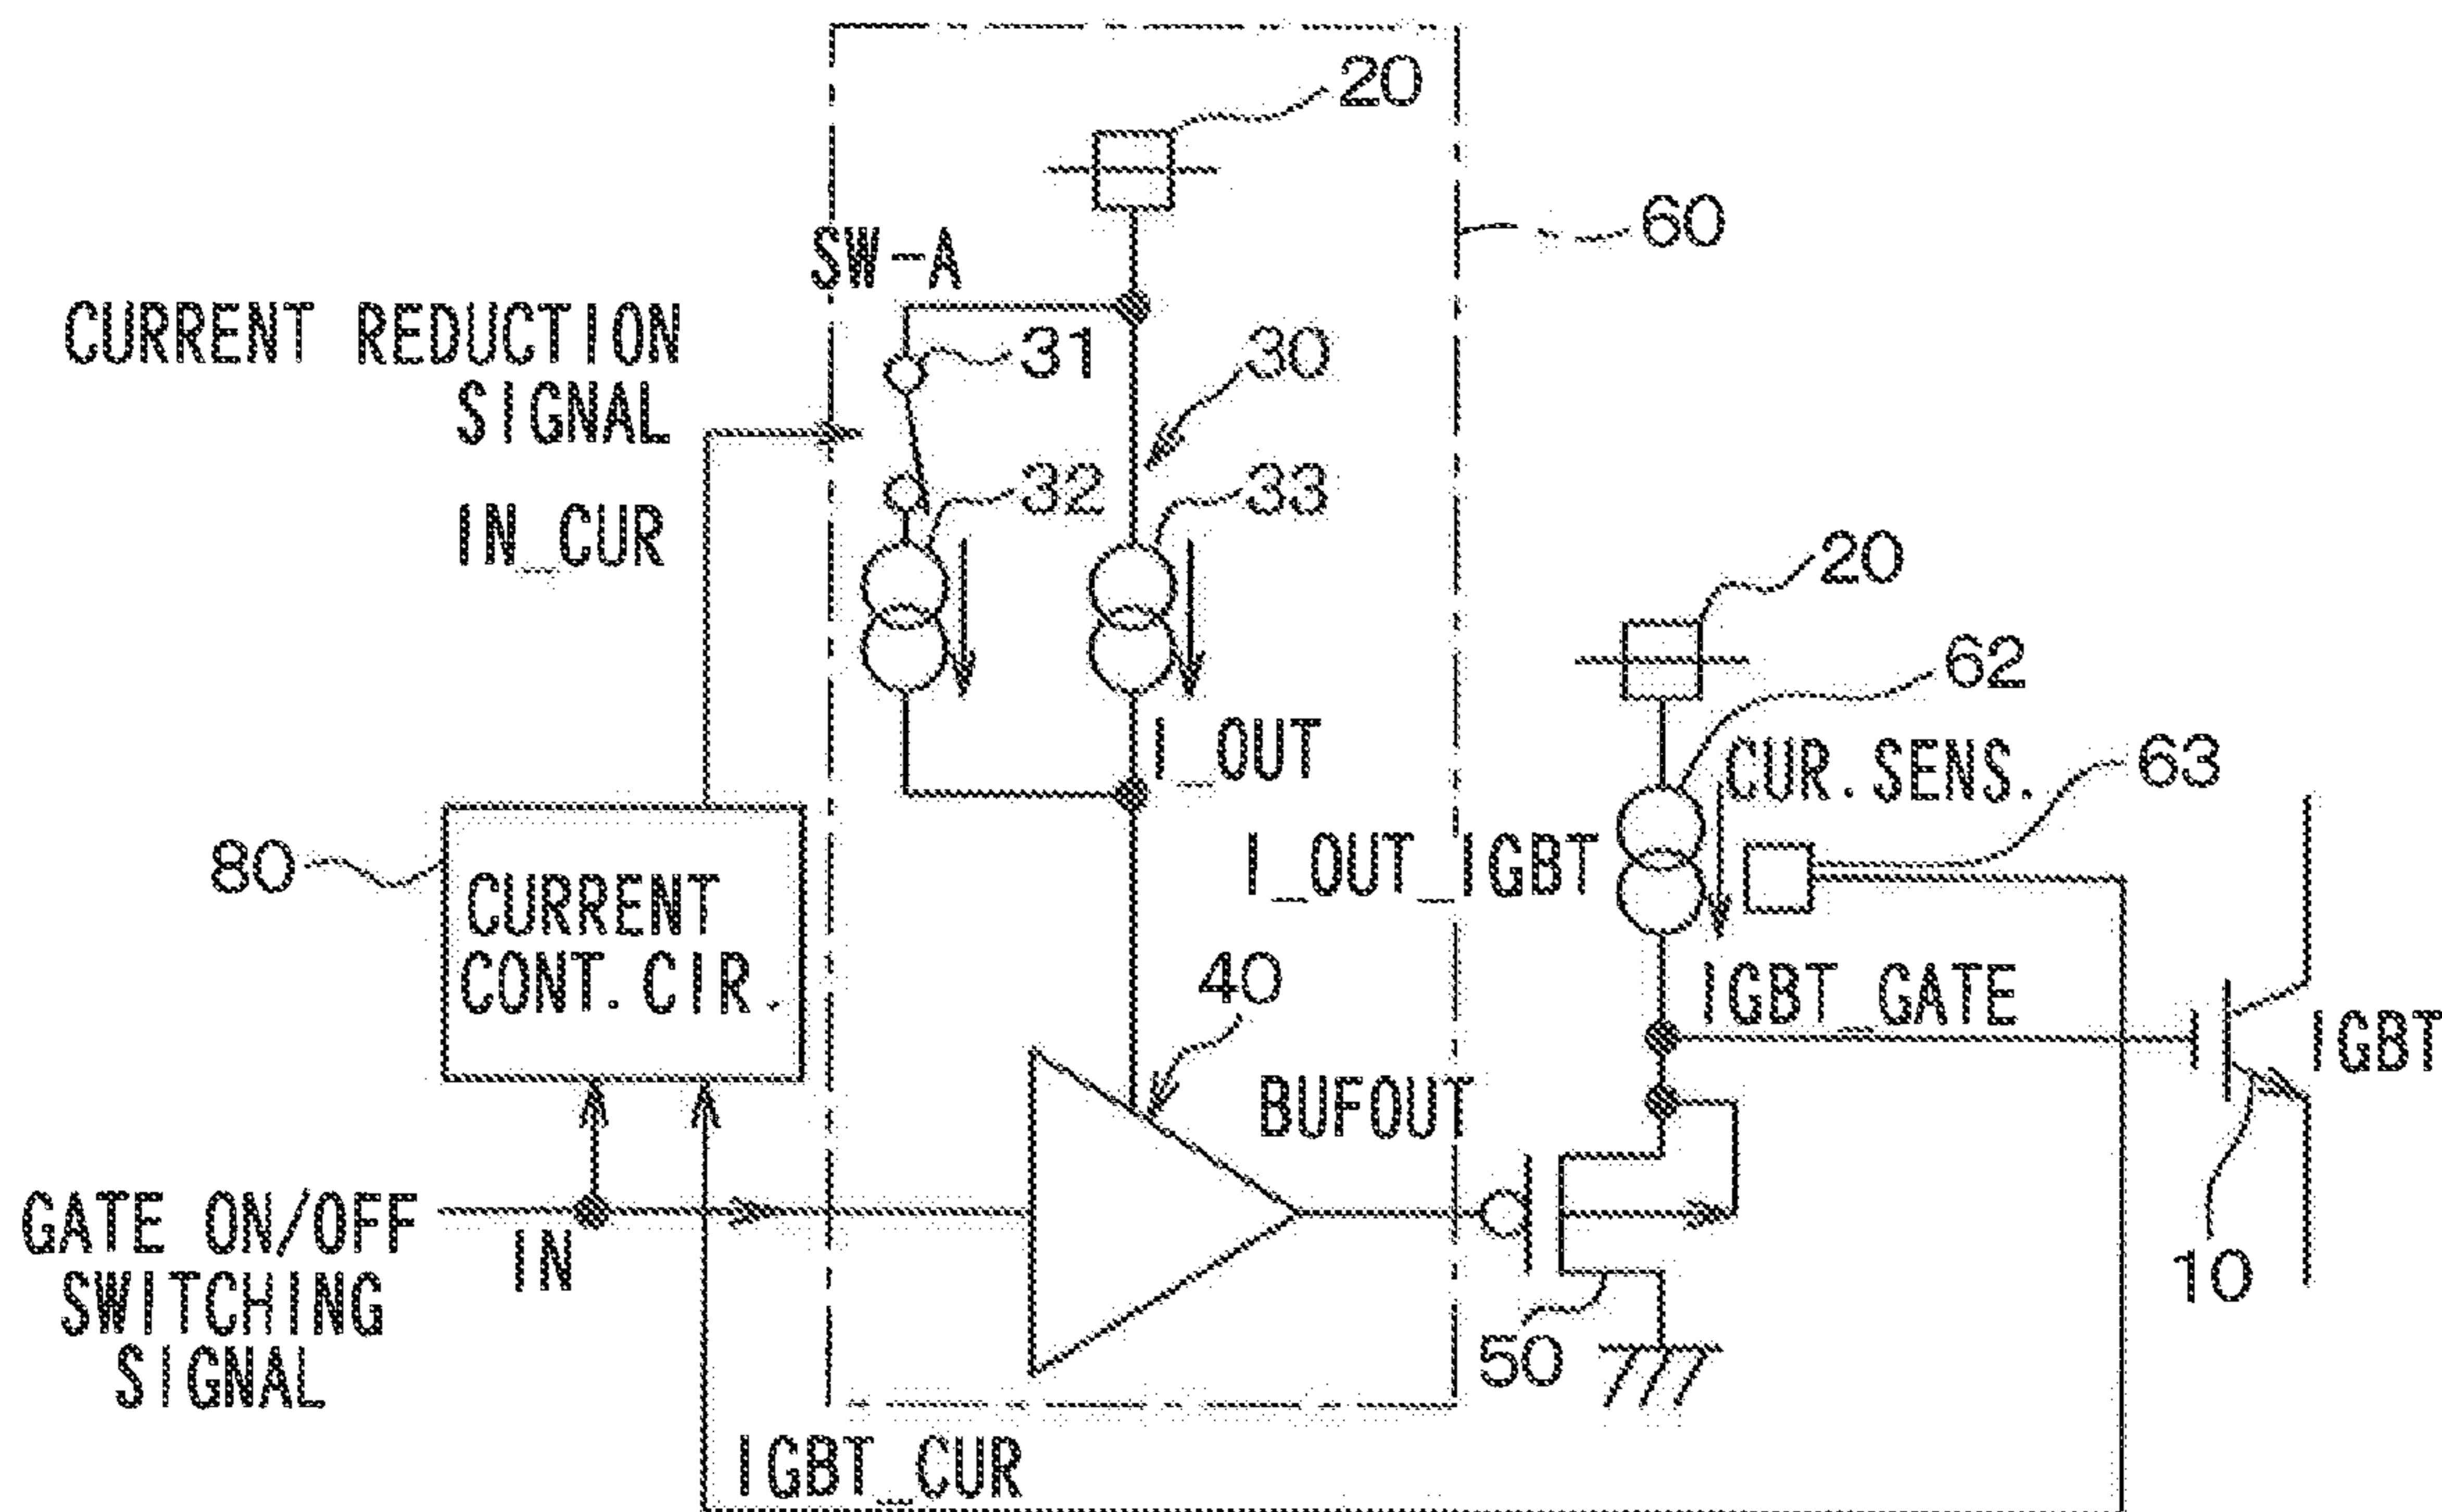 20
60
SW-A
CURRENT REDUCTION
SIGNAL
IN_CUR
31
30
32
33
20
62
I_OUT
CUR.SENS.
63
I_OUT_IGBT
80
CURRENT
CONT.CIR.
40
IGBT_GATE
IGBT
BUFOUT
GATE ON/OFF
SWITCHING
SIGNAL
IN
10
50
IGBT_CUR